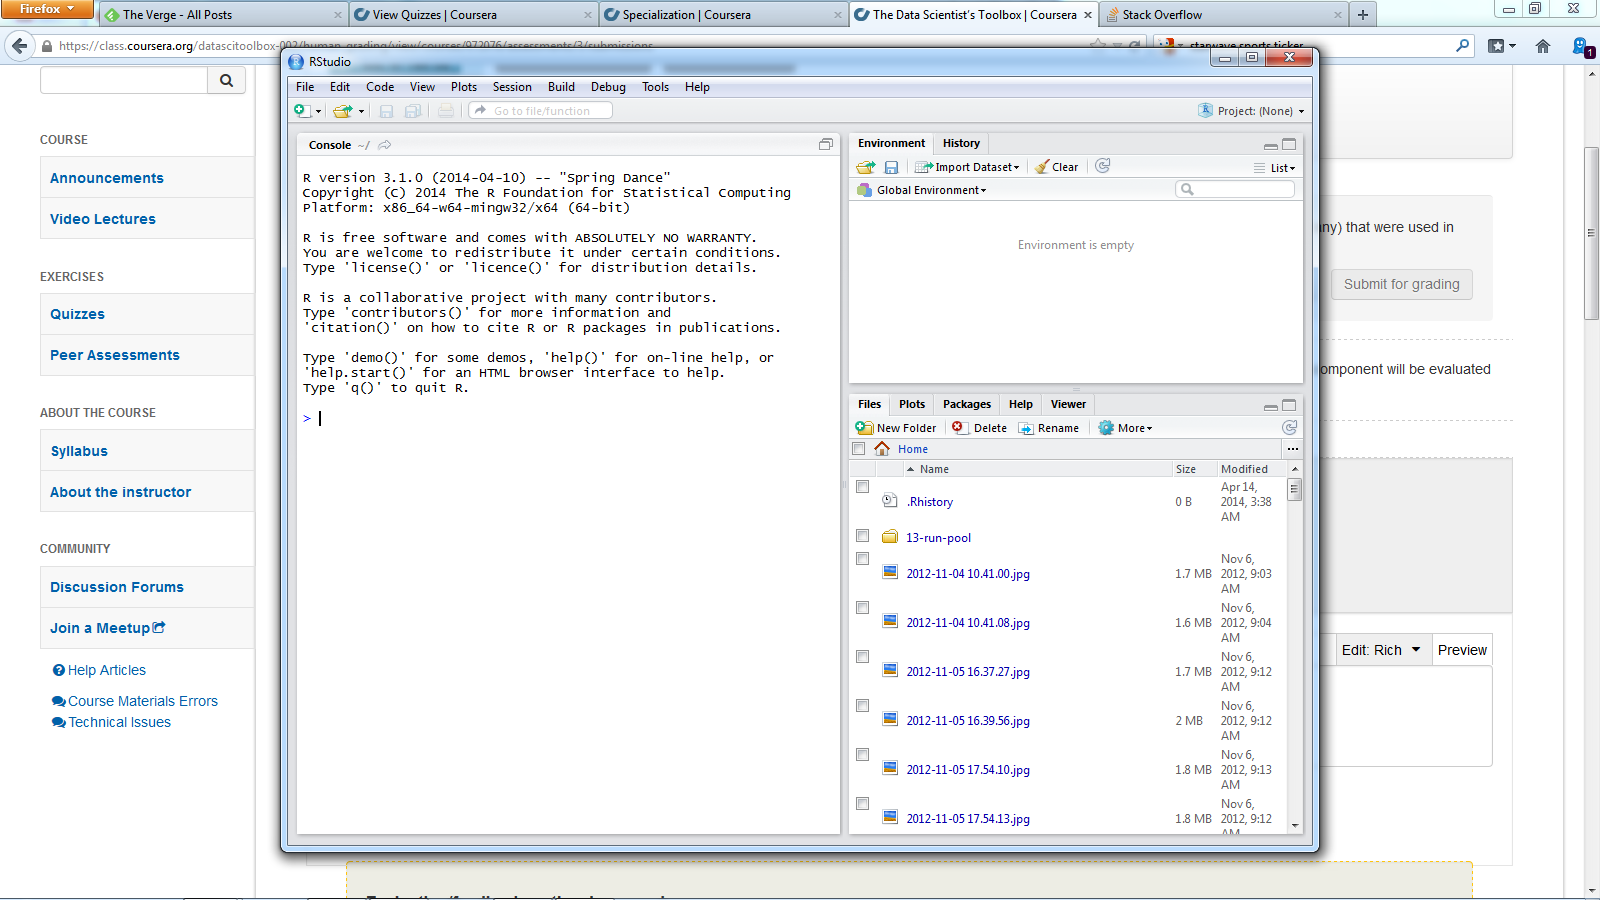 Firefox
The Verge - All Posts
View Quizzes | Coursera
Specialization | Coursera
The Data Scientist's Toolbox | Coursera
Stack Overflow
https://class.coursera.org/datascitoolbox-002/human_grading/view/courses/972076/assessments/3/submissions
starwave sports ticker
1
COURSE
Announcements
Video Lectures
EXERCISES
Quizzes
Peer Assessments
ABOUT THE COURSE
Syllabus
About the instructor
COMMUNITY
Discussion Forums
Join a Meetup
Help Articles
Course Materials Errors
Technical Issues
RStudio
File Edit Code View Plots Session Build Debug Tools Help
Go to file/function
Project: (None)
Console ~/
R version 3.1.0 (2014-04-10) -- "Spring Dance"
Copyright (C) 2014 The R Foundation for Statistical Computing
Platform: x86_64-w64-mingw32/x64 (64-bit)
R is free software and comes with ABSOLUTELY NO WARRANTY.
You are welcome to redistribute it under certain conditions.
Type 'license()' or 'licence()' for distribution details.
R is a collaborative project with many contributors.
Type 'contributors()' for more information and
'citation()' on how to cite R or R packages in publications.
Type 'demo()' for some demos, 'help()' for on-line help, or
'help.start()' for an HTML browser interface to help.
Type 'q()' to quit R.
>
Environment History
Import Dataset Clear List
Global Environment
Environment is empty
Files Plots Packages Help Viewer
New Folder Delete Rename More
Home ...
Name Size Modified
.Rhistory 0 B Apr 14, 2014, 3:38 AM
13-run-pool
2012-11-04 10.41.00.jpg 1.7 MB Nov 6, 2012, 9:03 AM
2012-11-04 10.41.08.jpg 1.6 MB Nov 6, 2012, 9:04 AM
2012-11-05 16.37.27.jpg 1.7 MB Nov 6, 2012, 9:12 AM
2012-11-05 16.39.56.jpg 2 MB Nov 6, 2012, 9:12 AM
2012-11-05 17.54.10.jpg 1.8 MB Nov 6, 2012, 9:13 AM
2012-11-05 17.54.13.jpg 1.8 MB Nov 6, 2012, 9:12 AM
any) that were used in
Submit for grading
omponent will be evaluated
Edit: Rich
Preview